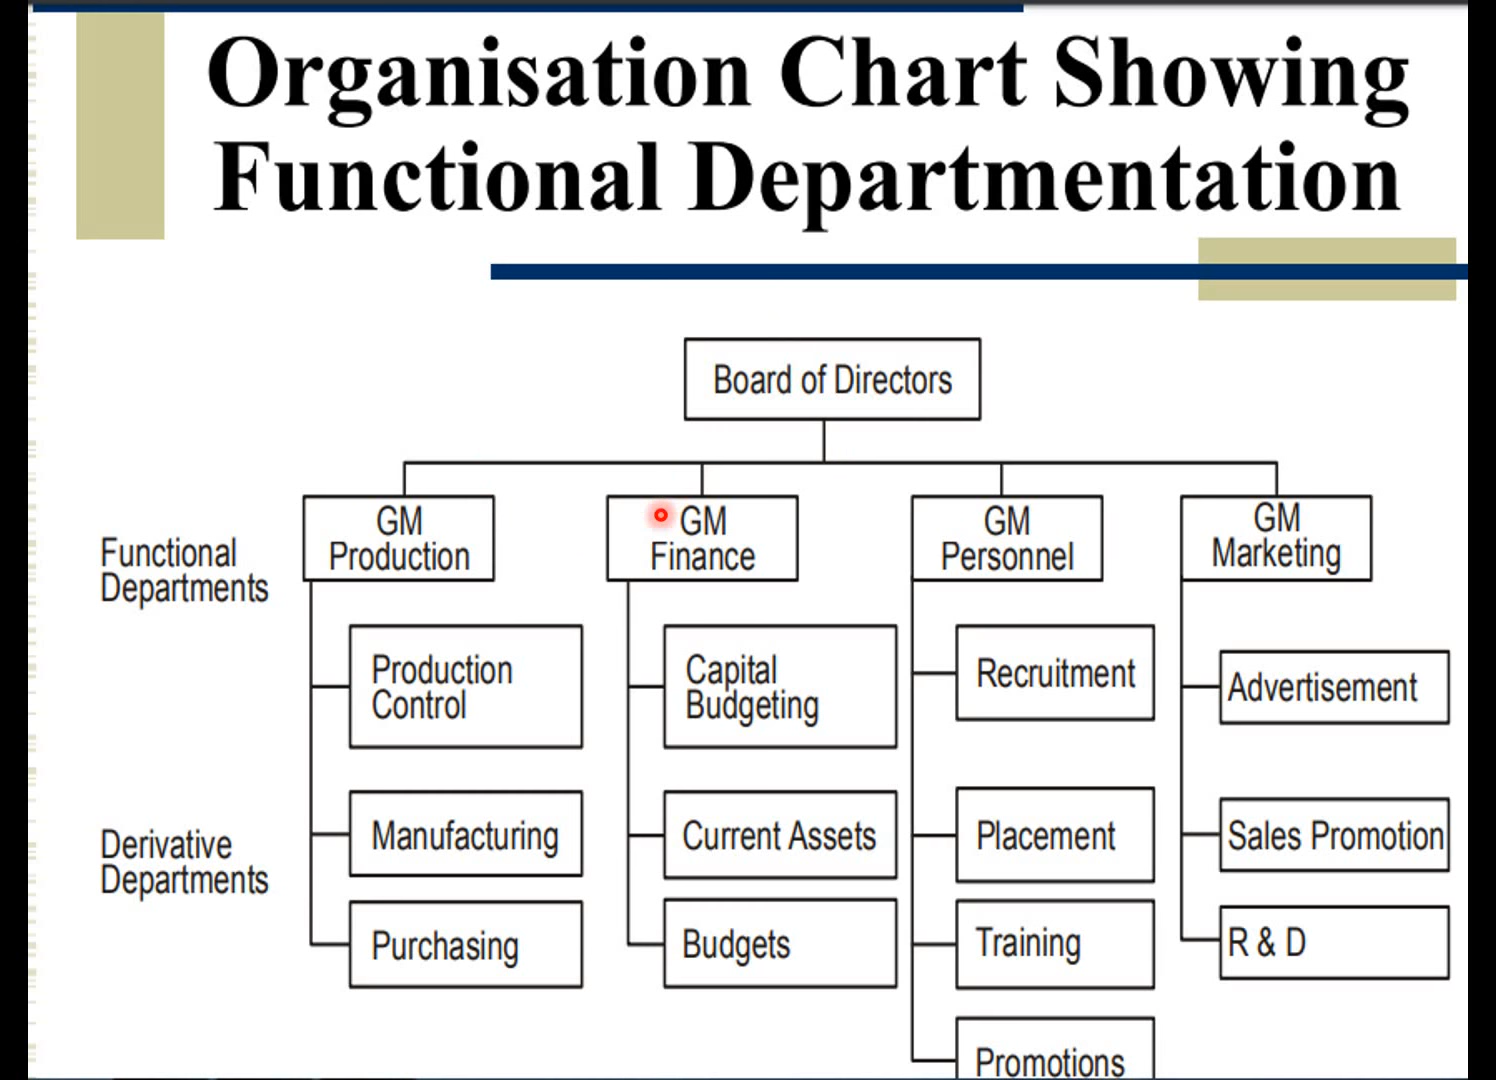 Organisation Chart Showing
Functional Departmentation
Board of Directors
Functional
Departments
GM
Production
GM
Finance
GM
Personnel
GM
Marketing
Derivative
Departments
Production
Control
Manufacturing
Purchasing
Capital
Budgeting
Current Assets
Budgets
Recruitment
Placement
Training
Promotions
Advertisement
Sales Promotion
R & D